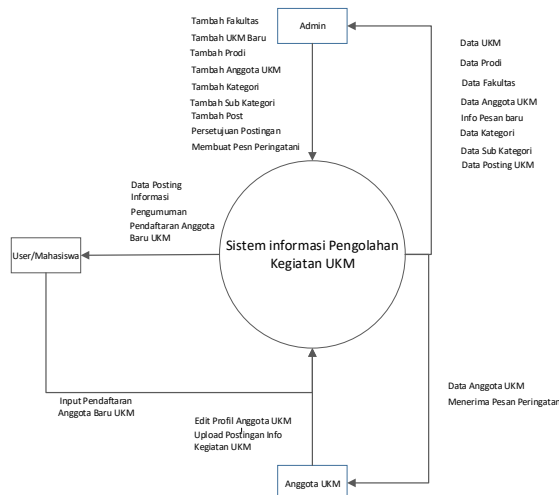 Tambah Fakultas
Tambah UKM Baru
Tambah Prodi
Tambah Anggota UKM
Tambah Kategori
Tambah Sub Kategori
Tambah Post
Persetujuan Postingan
Membuat Pesn Peringatani
Admin
Data UKM
Data Prodi
Data Fakultas
Data Anggota UKM
Info Pesan baru
Data Kategori
Data Sub Kategori
Data Posting UKM
Data Posting
Informasi
Pengumuman
Pendaftaran Anggota
Baru UKM
User/Mahasiswa
Sistem informasi Pengolahan
Kegiatan UKM
Input Pendaftaran
Anggota Baru UKM
Edit Profil Anggota UKM
Upload Postingan Info
Kegiatan UKM
Data Anggota UKM
Menerima Pesan Peringatan
Anggota UKM